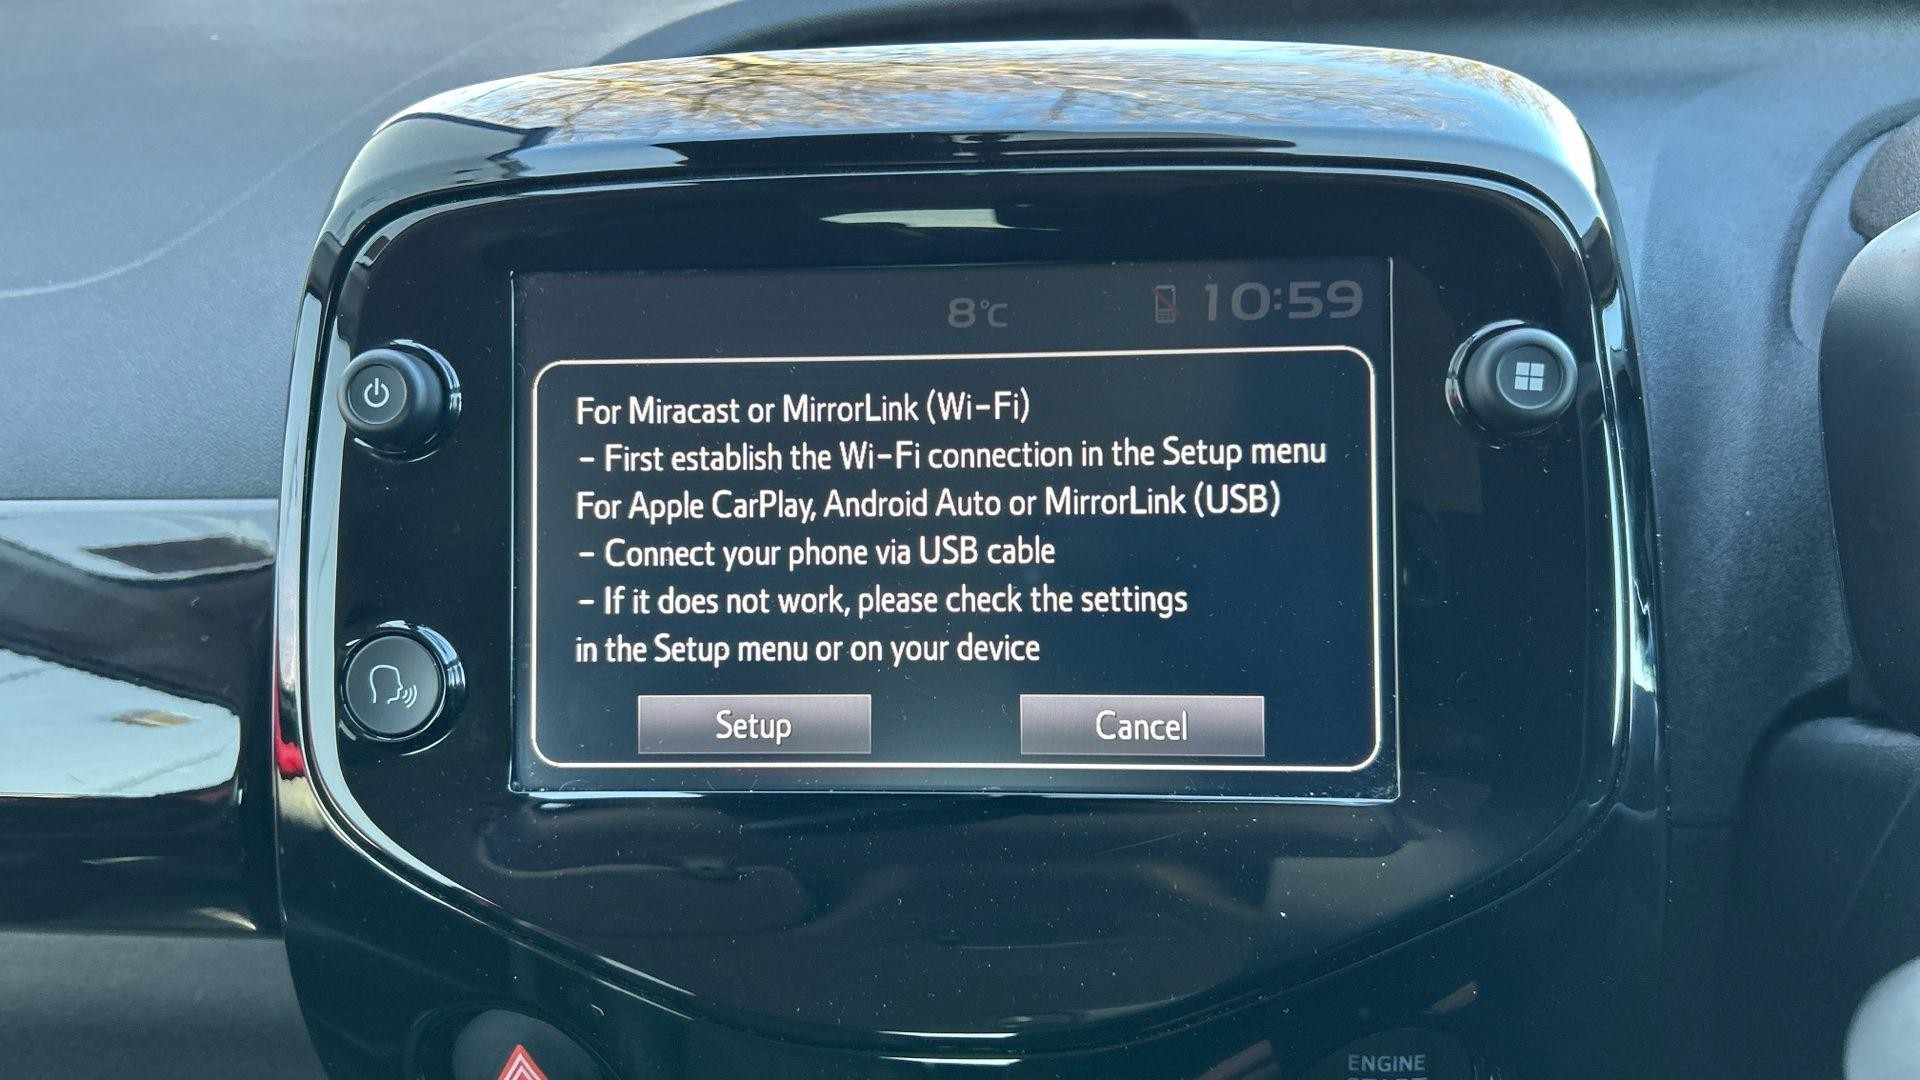 8°C 10:59
For Miracast or MirrorLink (Wi-Fi)
- First establish the Wi-Fi connection in the Setup menu
For Apple CarPlay, Android Auto or MirrorLink (USB)
- Connect your phone via USB cable
- If it does not work, please check the settings
in the Setup menu or on your device
Setup Cancel
ENGINE